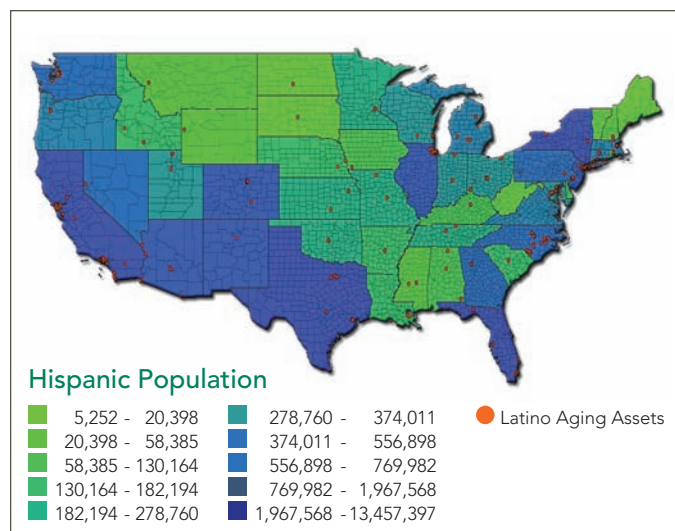 Hispanic Population
5,252 - 20,398
20,398 - 58,385
58,385 - 130,164
130,164 - 182,194
182,194 - 278,760
278,760 - 374,011
374,011 - 556,898
556,898 - 769,982
769,982 - 1,967,568
1,967,568 -13,457,397
Latino Aging Assets